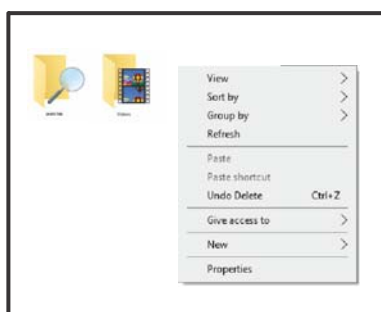 View
Sort by
Group by
Refresh
Paste
Paste shortcut
Undo Delete Ctrl+Z
Give access to
New
Properties